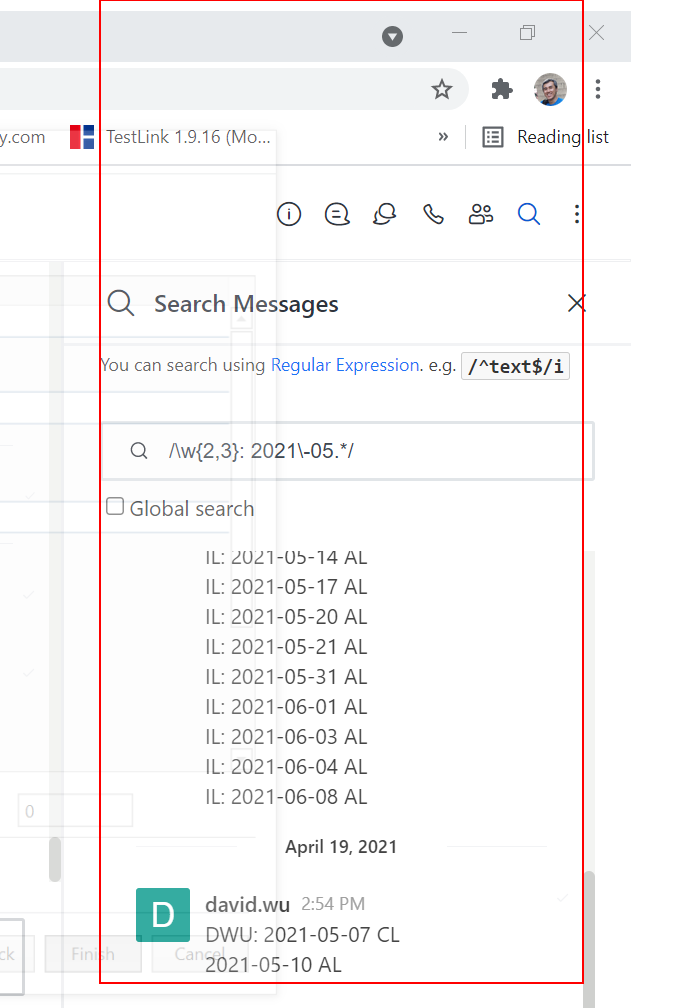 y.com
TestLink 1.9.16 (Mo...
»
Reading list
Search Messages
You can search using Regular Expression. e.g. /^text$/i
/\w{2,3}: 2021\-05.*/
Global search
IL: 2021-05-14 AL
IL: 2021-05-17 AL
IL: 2021-05-20 AL
IL: 2021-05-21 AL
IL: 2021-05-31 AL
IL: 2021-06-01 AL
IL: 2021-06-03 AL
IL: 2021-06-04 AL
IL: 2021-06-08 AL
0
April 19, 2021
D
david.wu 2:54 PM
DWU: 2021-05-07 CL
ck Finish Cancel
2021-05-10 AL